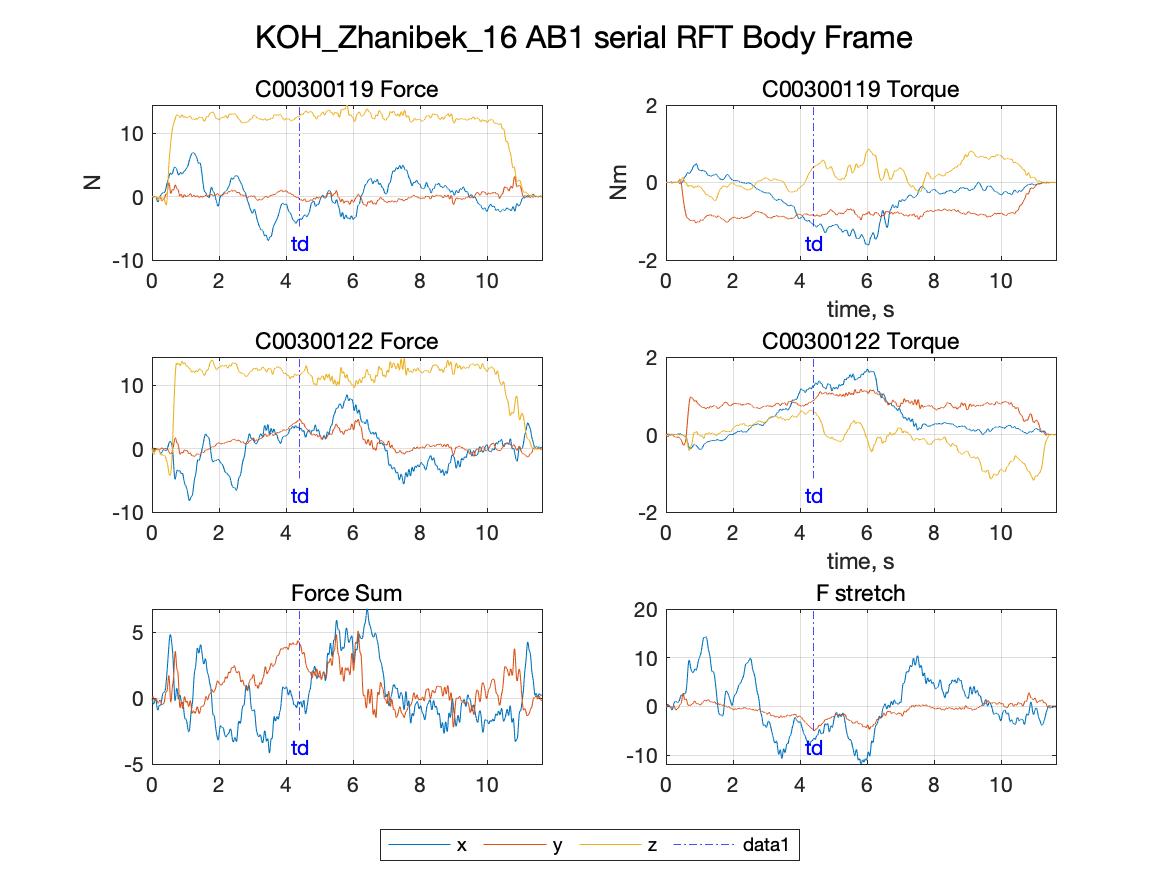 KOH_Zhanibek_16 AB1 serial RFT Body Frame
C00300119 Force
N
10
0
-10
td
0 2 4 6 8 10
C00300119 Torque
Nm
2
0
-2
td
0 2 4 6 8 10
time, s
C00300122 Force
10
0
-10
td
0 2 4 6 8 10
C00300122 Torque
2
0
-2
td
0 2 4 6 8 10
time, s
Force Sum
5
0
-5
td
0 2 4 6 8 10
F stretch
20
10
0
-10
td
0 2 4 6 8 10
x y z data1